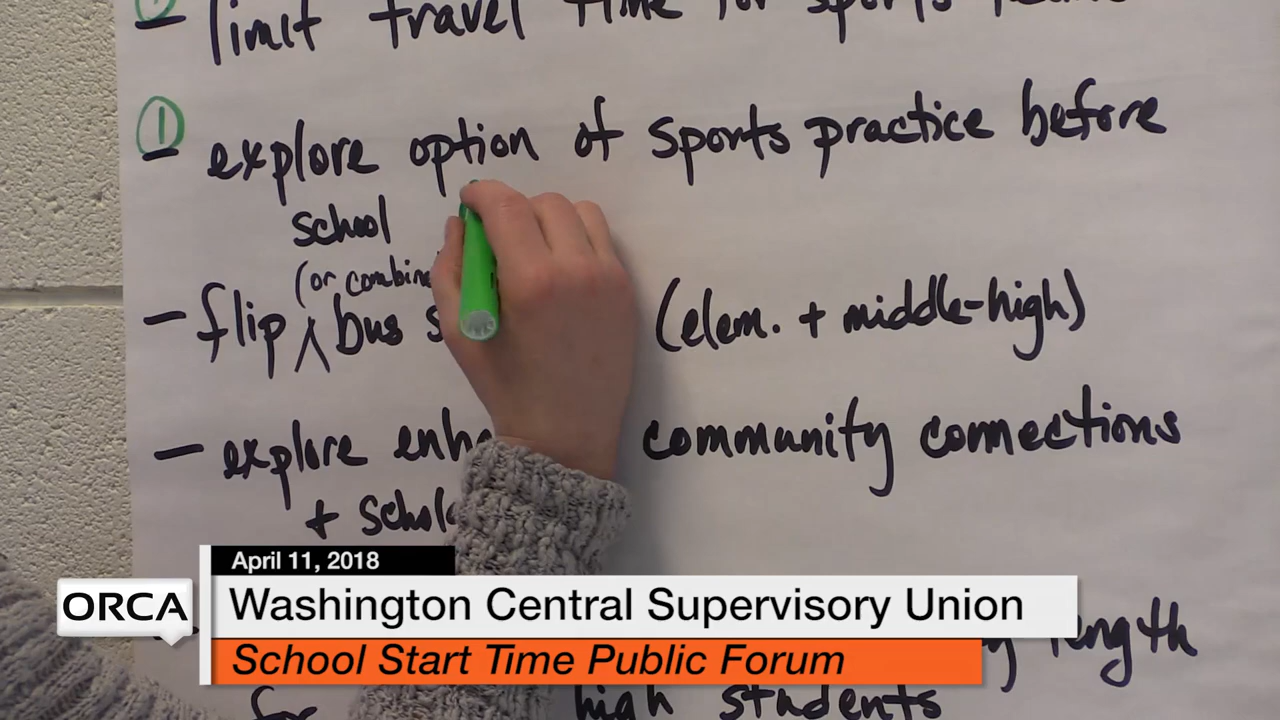 - limit travel time for sports
① - explore option of sports practice before
school
(or combin
- flip ^ bus s (elem. + middle-high)
- explore enh community connections
+ schol
length
for high students
April 11, 2018
ORCA
Washington Central Supervisory Union
School Start Time Public Forum